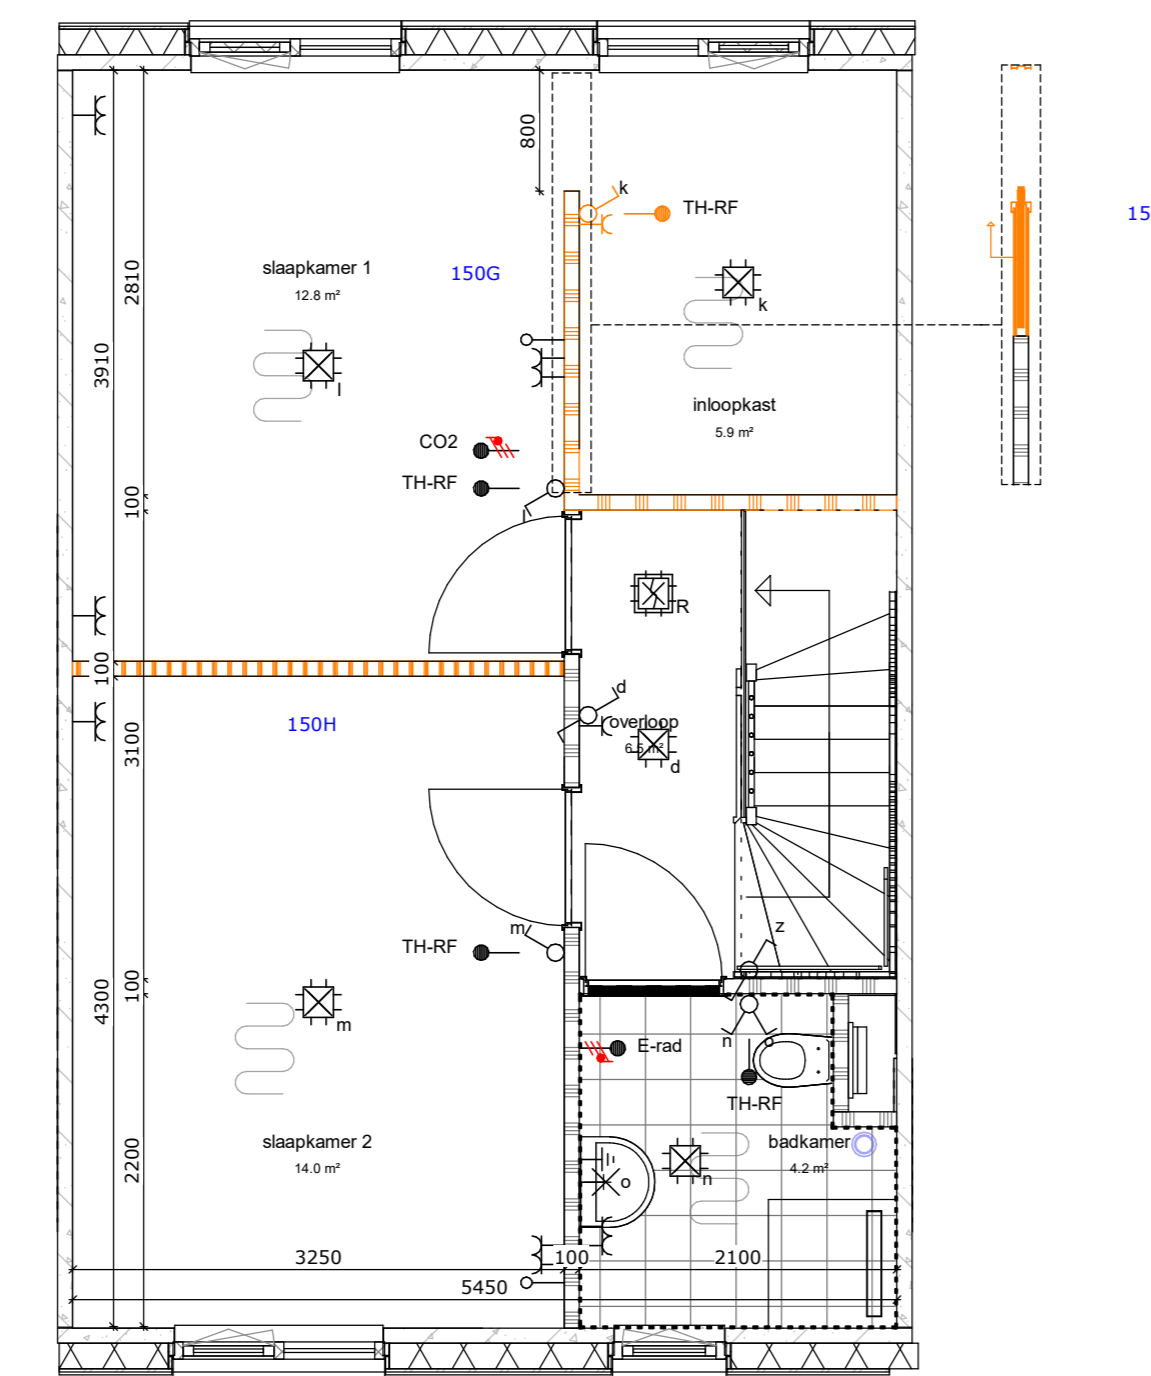 800
k
TH-RF
15
2810
slaapkamer 1
12.8 m²
150G
k
3910
l
inloopkast
5.9 m²
CO2
TH-RF
100
l
R
100
d
150H
3100
overloop
6.5 m²
d
m
z
TH-RF
4300
100
m
n
o
E-rad
TH-RF
slaapkamer 2
14.0 m²
badkamer
4.2 m²
n
o
2200
3250
100
2100
5450